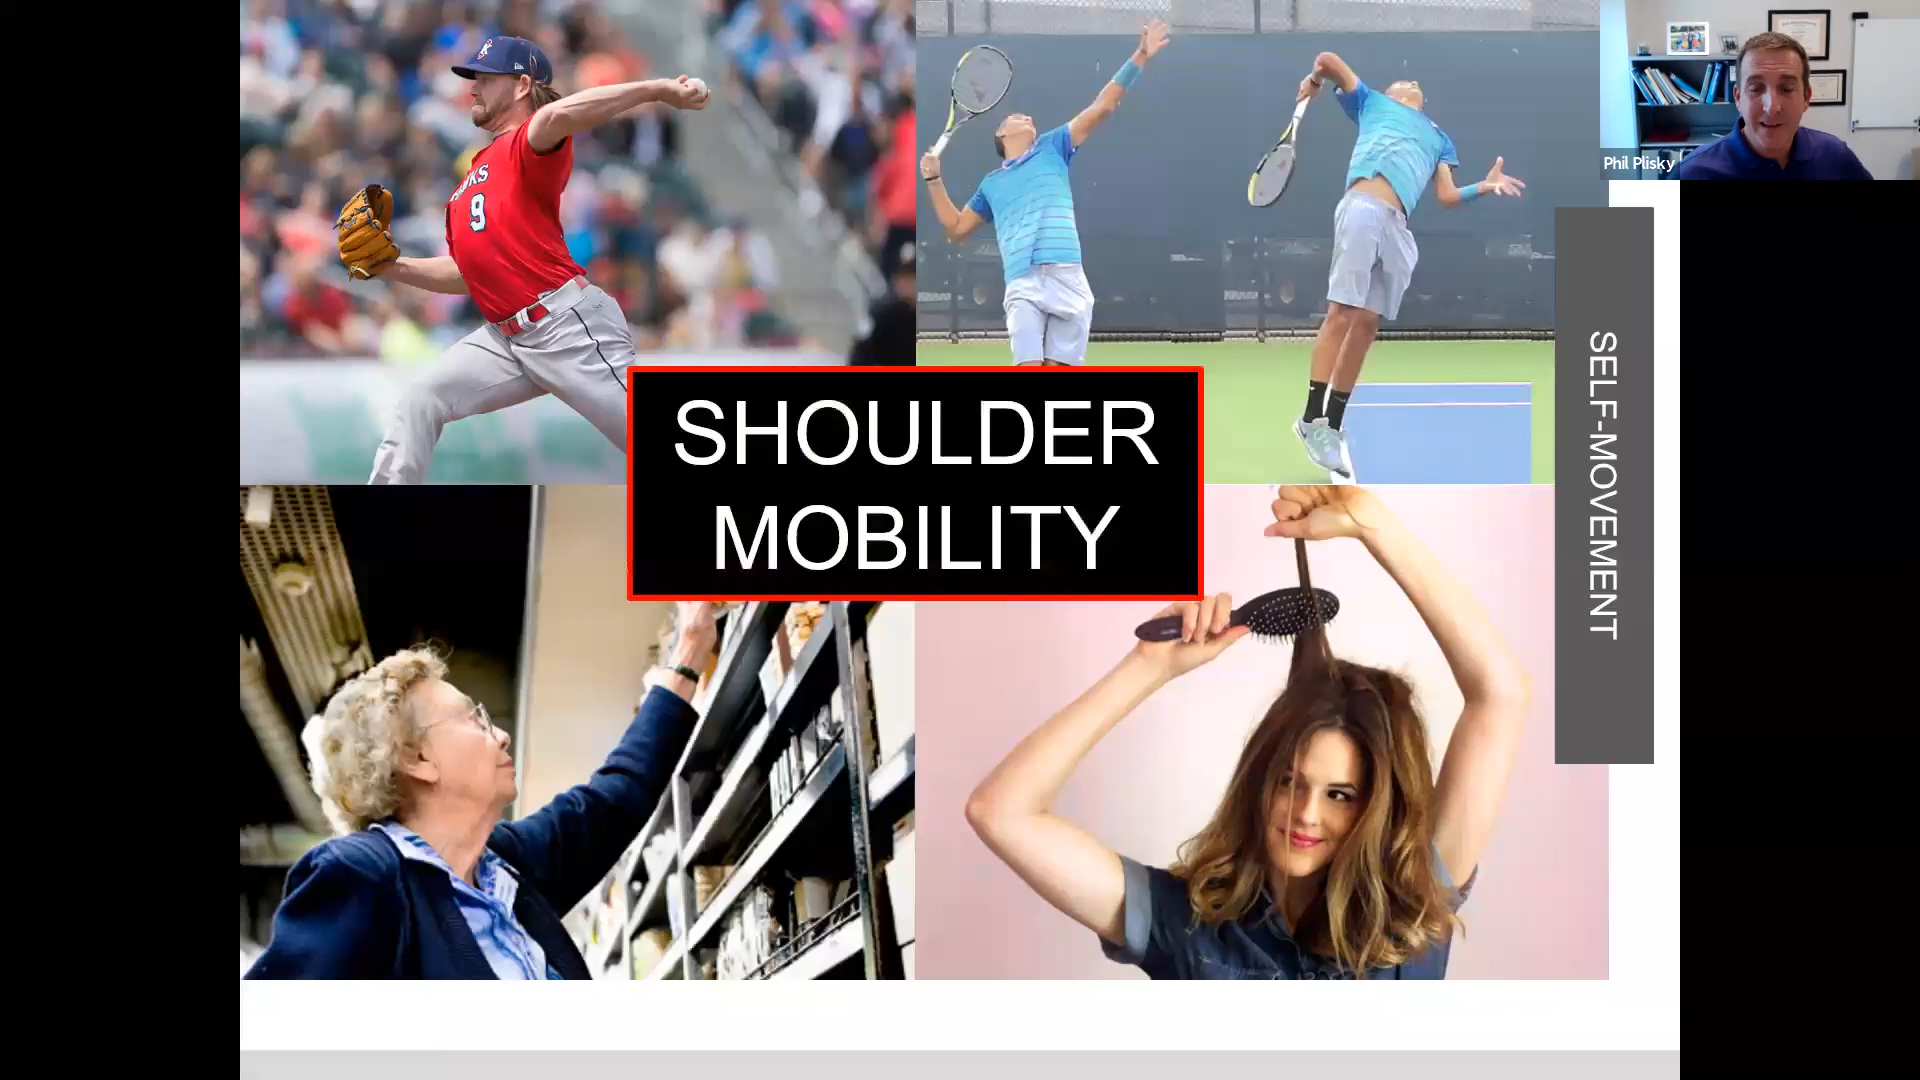 Phil Plisky
9
SHOULDER
MOBILITY
SELF-MOVEMENT